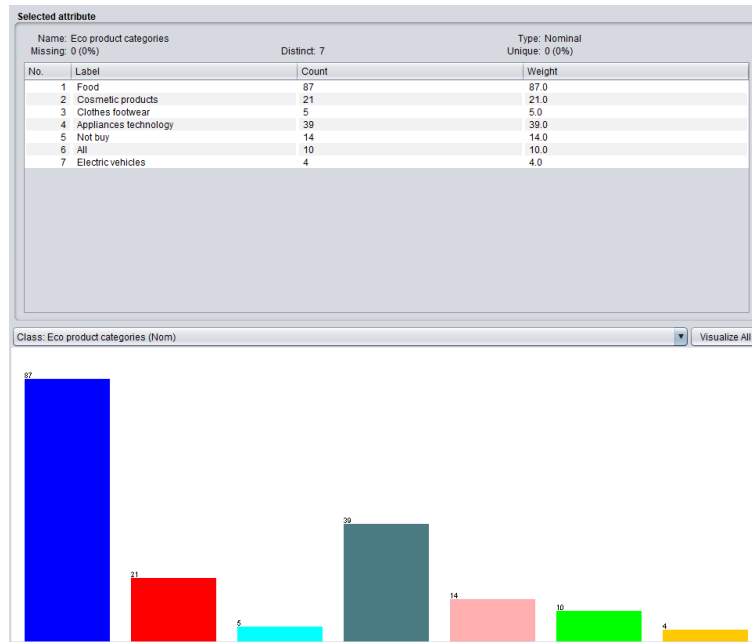 Selected attribute
Name: Eco product categories Type: Nominal
Missing: 0 (0%) Distinct: 7 Unique: 0 (0%)
No. Label Count Weight
1 Food 87 87.0
2 Cosmetic products 21 21.0
3 Clothes footwear 5 5.0
4 Appliances technology 39 39.0
5 Not buy 14 14.0
6 All 10 10.0
7 Electric vehicles 4 4.0
Class: Eco product categories (Nom) Visualize All
87
21
5
39
14
10
4